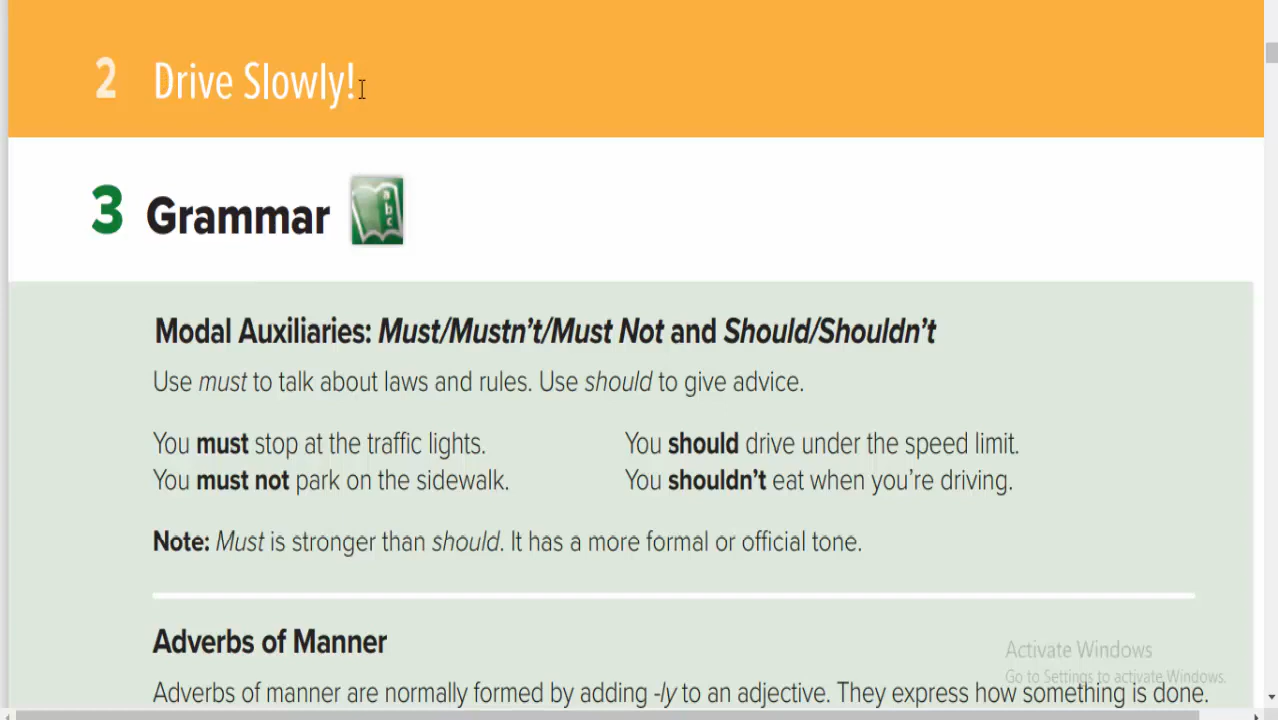 2 Drive Slowly!
3 Grammar
a
b
c
Modal Auxiliaries: Must/Mustn't/Must Not and Should/Shouldn't
Use must to talk about laws and rules. Use should to give advice.
You must stop at the traffic lights.
You must not park on the sidewalk.
You should drive under the speed limit.
You shouldn't eat when you're driving.
Note: Must is stronger than should. It has a more formal or official tone.
Adverbs of Manner
Adverbs of manner are normally formed by adding -ly to an adjective. They express how something is done.
Activate Windows
Go to Settings to activate Windows.